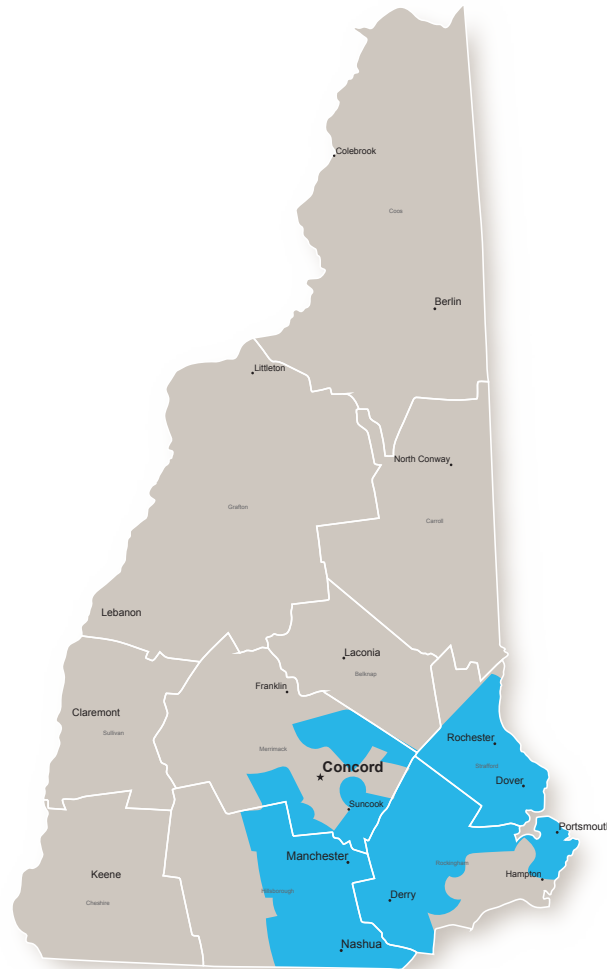 Colebrook
Coos
Berlin
Littleton
North Conway
Grafton
Carroll
Lebanon
Laconia
Belknap
Franklin
Claremont
Sullivan
Rochester
Merrimack
Concord
Strafford
Dover
Suncook
Portsmouth
Manchester
Rockingham
Keene
Hampton
Hillsborough
Derry
Cheshire
Nashua